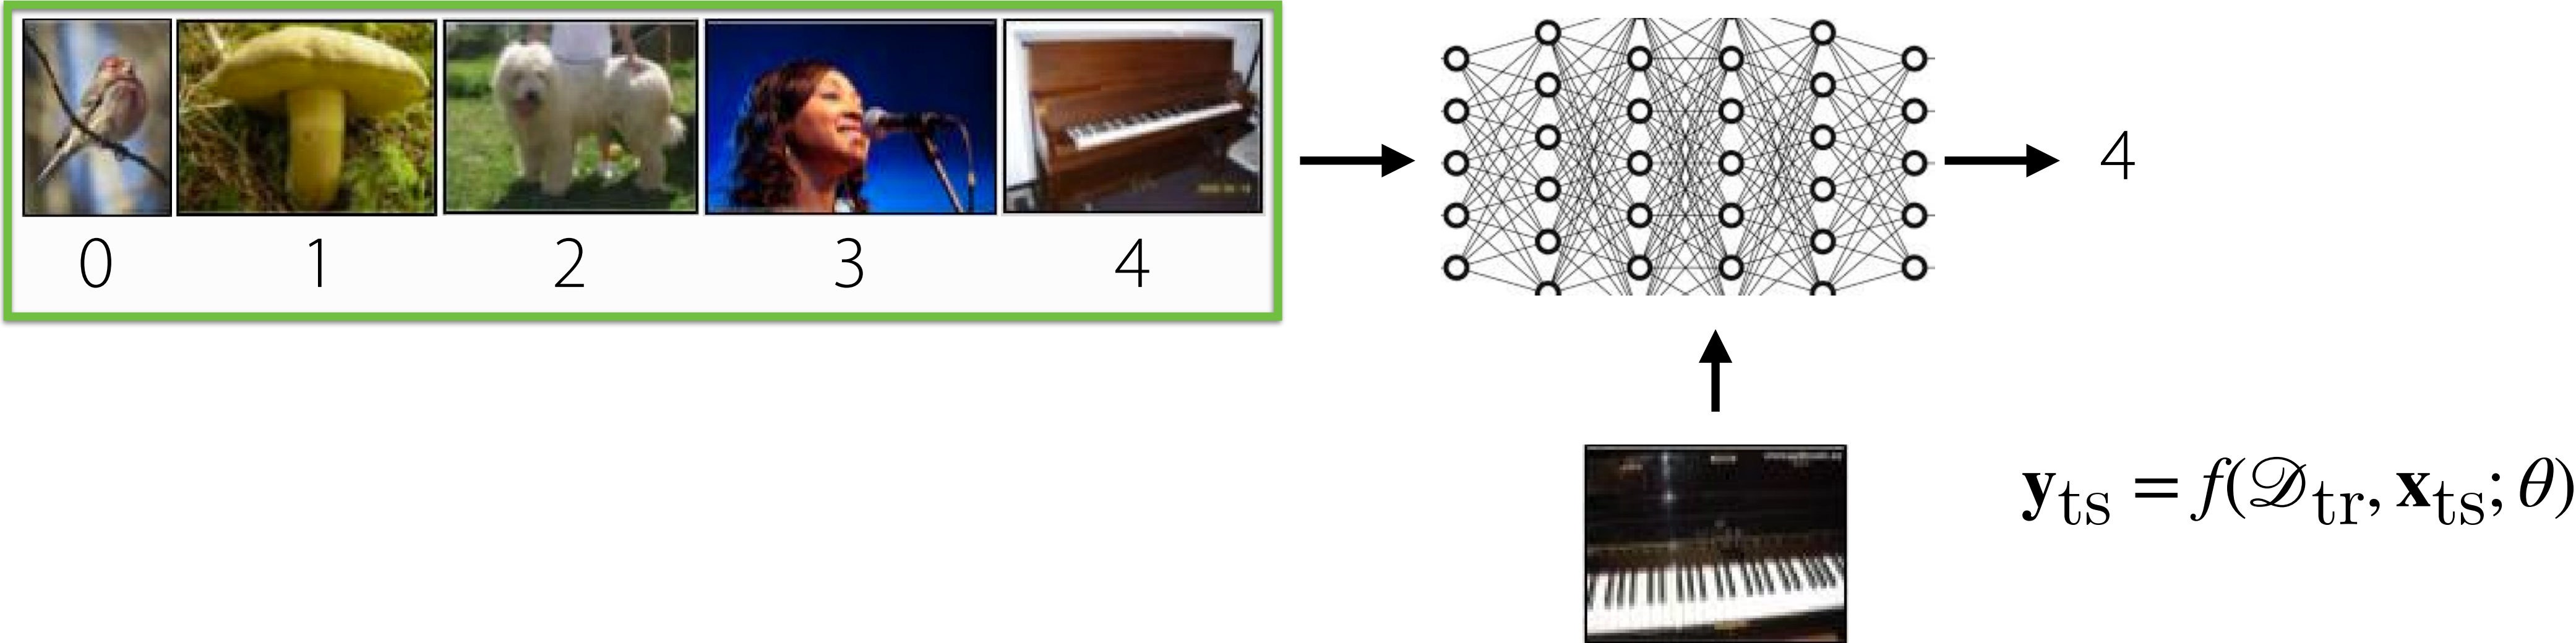 0 1 2 3 4
4
𝐲ts = f(𝒟tr, 𝐱ts; θ)